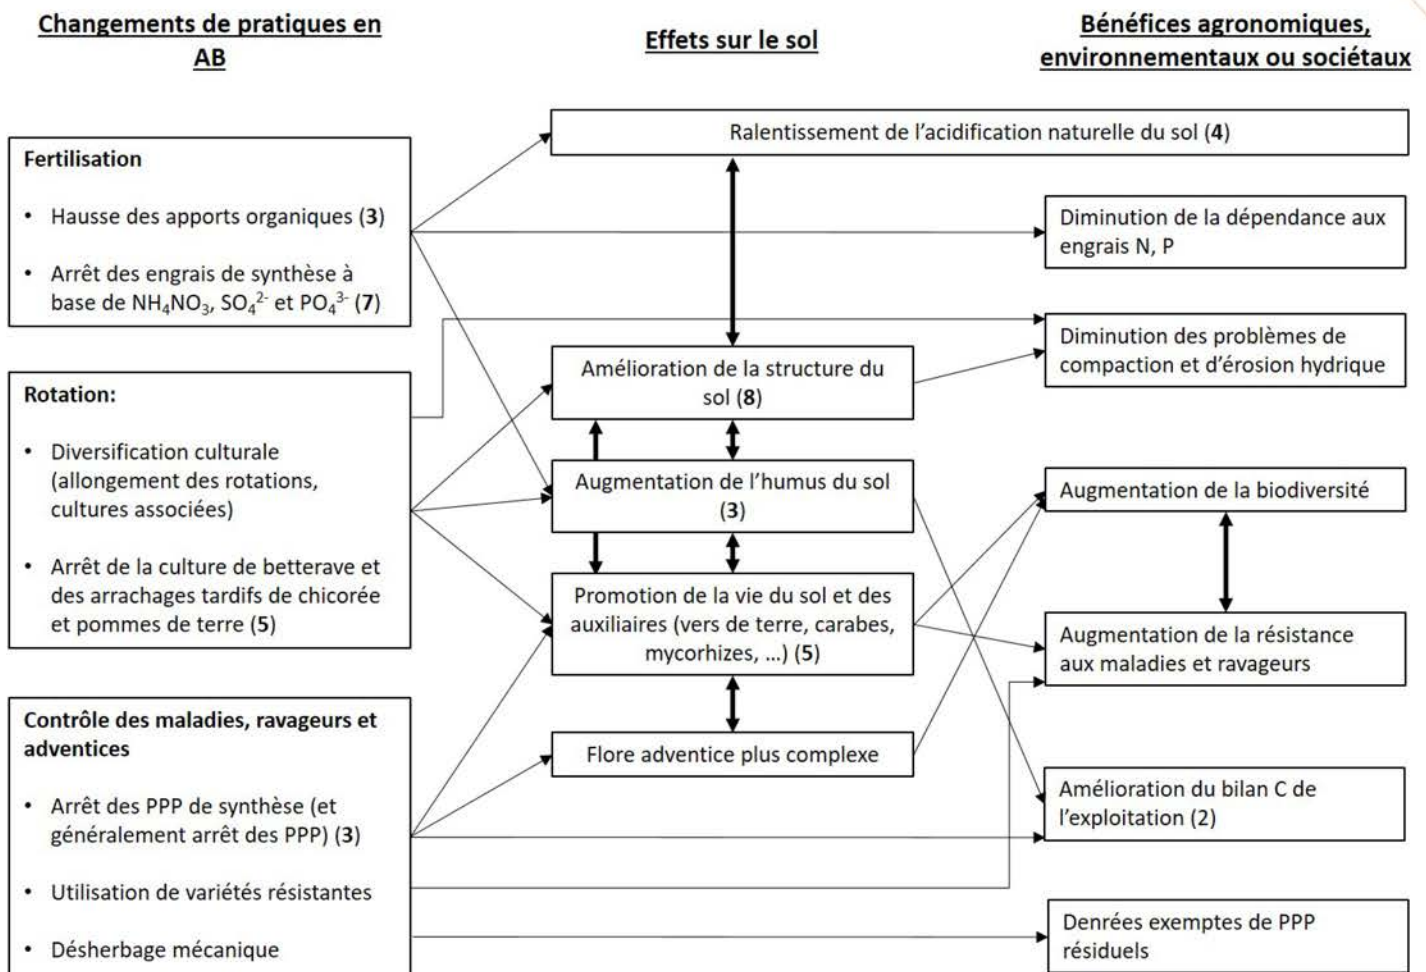 Changements de pratiques en
AB
Fertilisation
• Hausse des apports organiques (3)
• Arrêt des engrais de synthèse à
base de NH₄NO₃, SO₄²⁻ et PO₄³⁻ (7)
Rotation:
• Diversification culturale
(allongement des rotations,
cultures associées)
• Arrêt de la culture de betterave et
des arrachages tardifs de chicorée
et pommes de terre (5)
Contrôle des maladies, ravageurs et
adventices
• Arrêt des PPP de synthèse (et
généralement arrêt des PPP) (3)
• Utilisation de variétés résistantes
• Désherbage mécanique
Effets sur le sol
Ralentissement de l'acidification naturelle du sol (4)
Amélioration de la structure du
sol (8)
Augmentation de l'humus du sol
(3)
Promotion de la vie du sol et des
auxiliaires (vers de terre, carabes,
mycorhizes, ...) (5)
Flore adventice plus complexe
Bénéfices agronomiques,
environnementaux ou sociétaux
Diminution de la dépendance aux
engrais N, P
Diminution des problèmes de
compaction et d'érosion hydrique
Augmentation de la biodiversité
Augmentation de la résistance
aux maladies et ravageurs
Amélioration du bilan C de
l'exploitation (2)
Denrées exemptes de PPP
résiduels